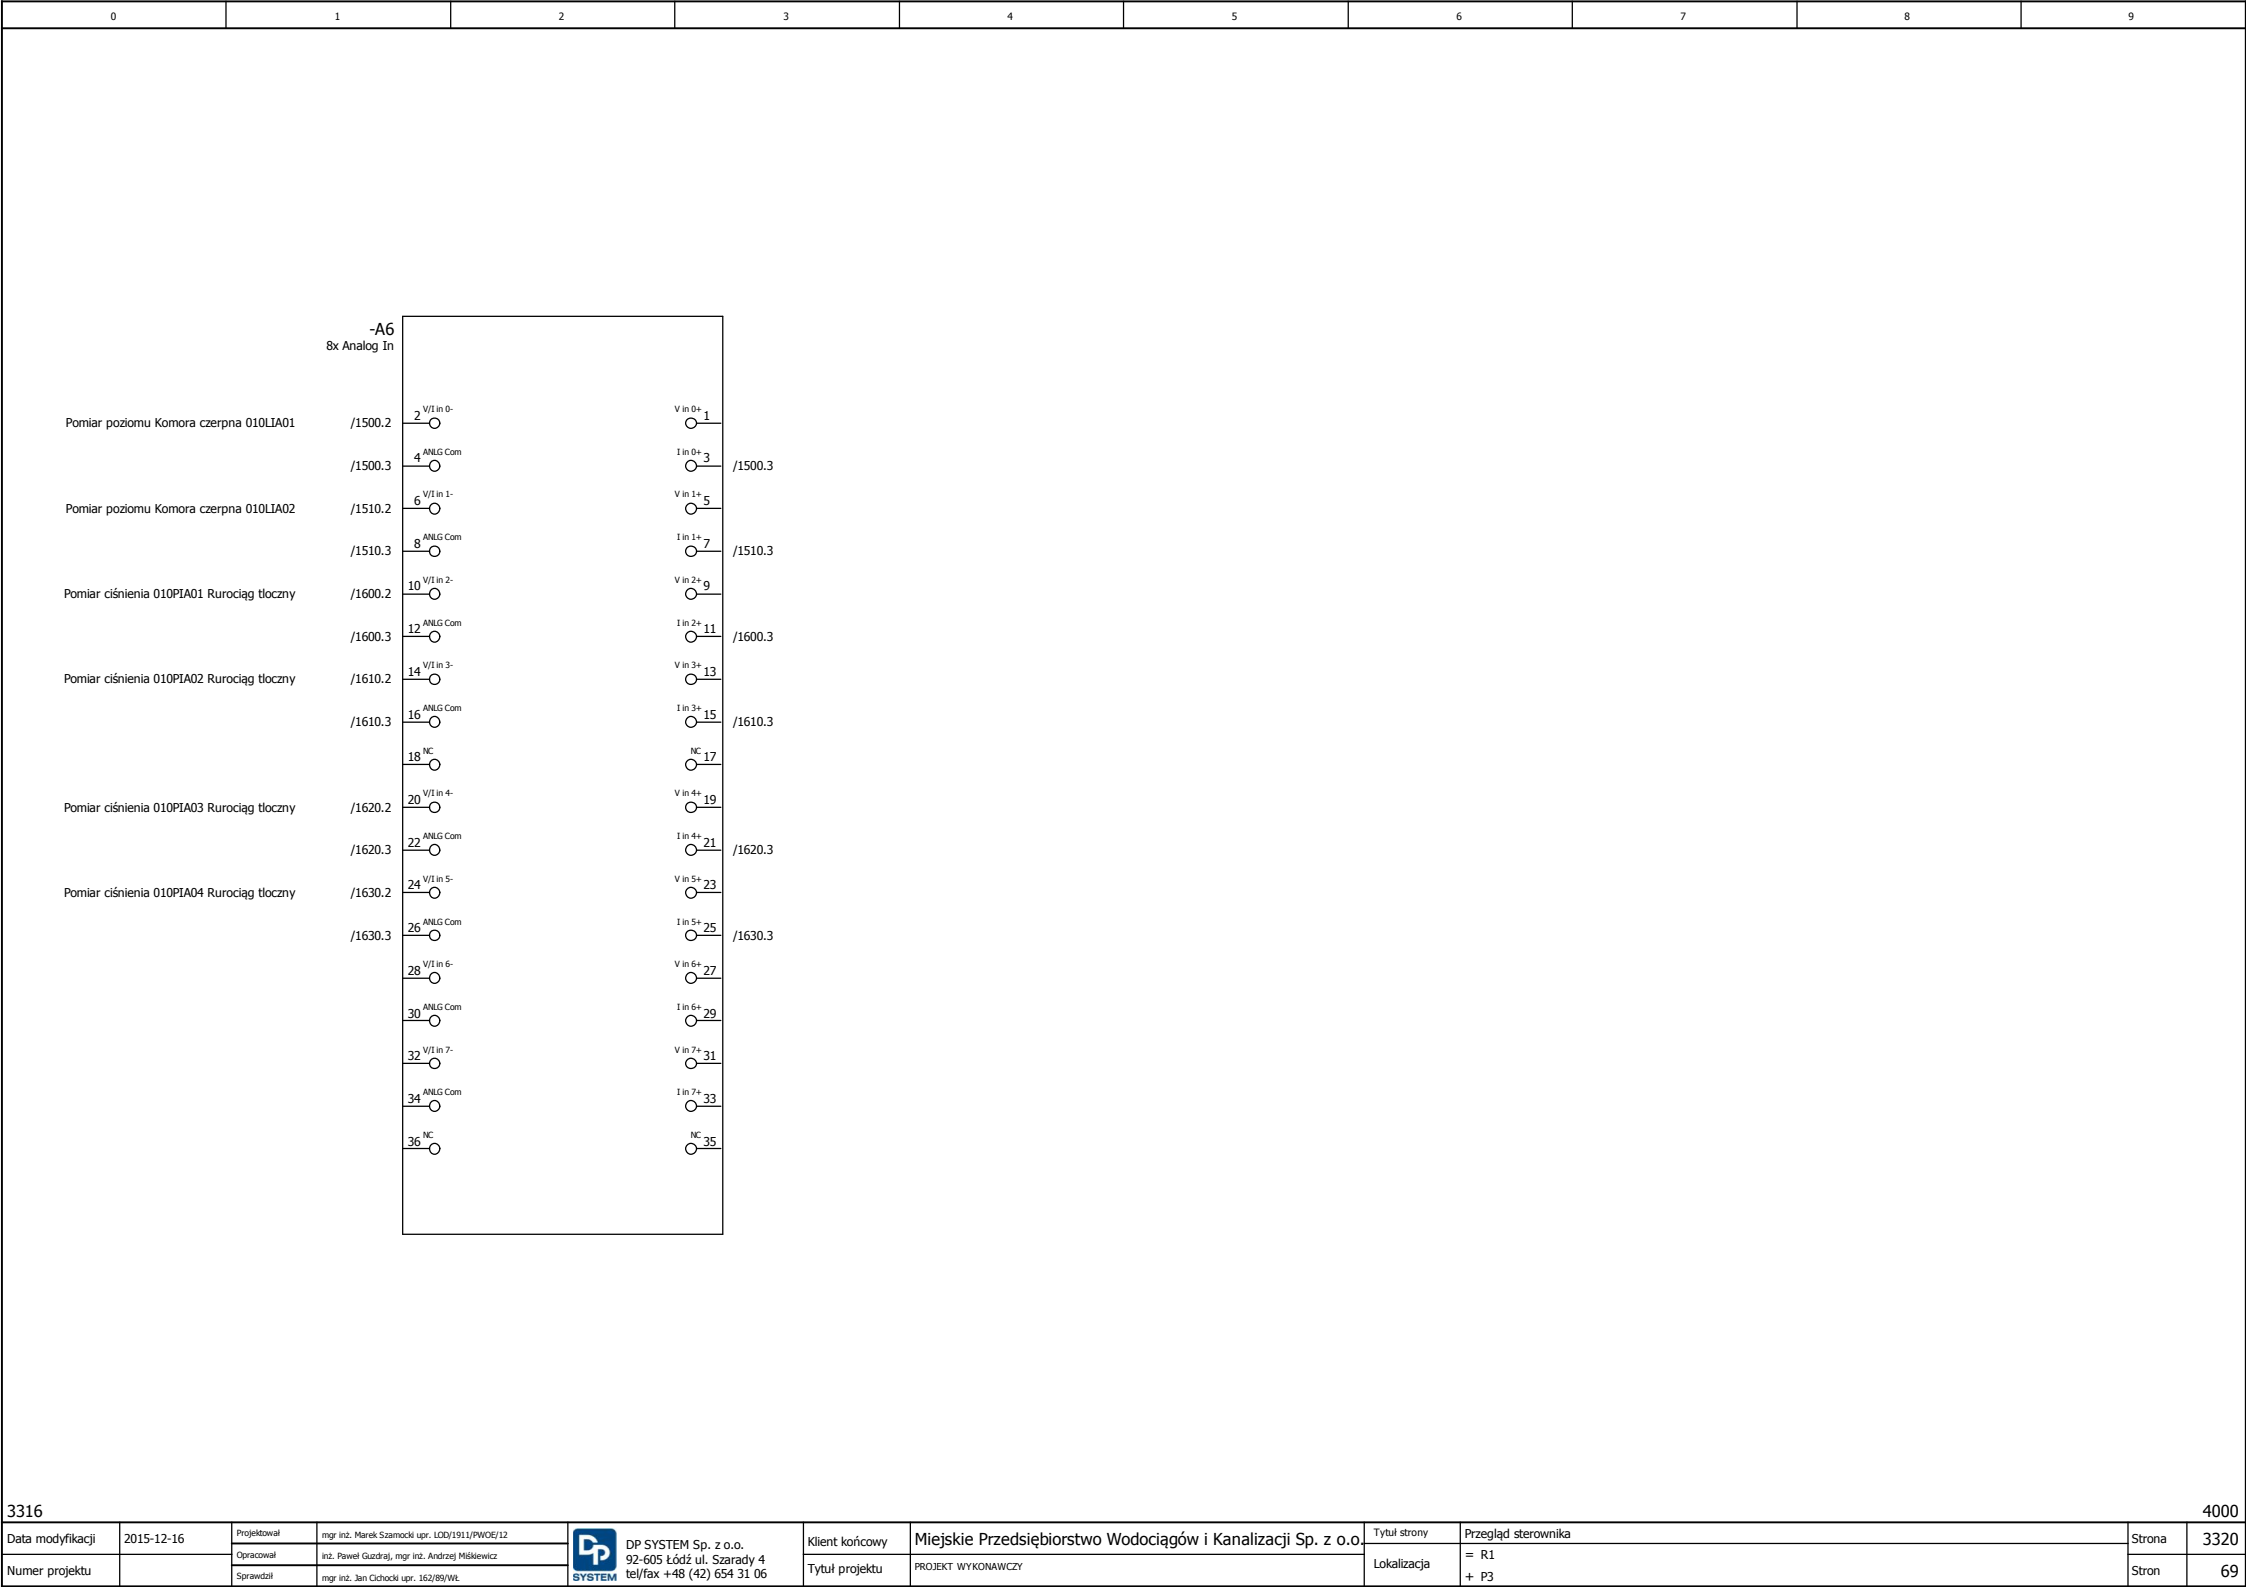 0 1 2 3 4 5 6 7 8 9
-A6
8x Analog In
Pomiar poziomu Komora czerpna 010LIA01 /1500.2 2 V/I in 0- V in 0+ 1
/1500.3 4 ANLG Com I in 0+ 3 /1500.3
Pomiar poziomu Komora czerpna 010LIA02 /1510.2 6 V/I in 1- V in 1+ 5
/1510.3 8 ANLG Com I in 1+ 7 /1510.3
Pomiar ciśnienia 010PIA01 Rurociąg tłoczny /1600.2 10 V/I in 2- V in 2+ 9
/1600.3 12 ANLG Com I in 2+ 11 /1600.3
Pomiar ciśnienia 010PIA02 Rurociąg tłoczny /1610.2 14 V/I in 3- V in 3+ 13
/1610.3 16 ANLG Com I in 3+ 15 /1610.3
18 NC NC 17
Pomiar ciśnienia 010PIA03 Rurociąg tłoczny /1620.2 20 V/I in 4- V in 4+ 19
/1620.3 22 ANLG Com I in 4+ 21 /1620.3
Pomiar ciśnienia 010PIA04 Rurociąg tłoczny /1630.2 24 V/I in 5- V in 5+ 23
/1630.3 26 ANLG Com I in 5+ 25 /1630.3
28 V/I in 6- V in 6+ 27
30 ANLG Com I in 6+ 29
32 V/I in 7- V in 7+ 31
34 ANLG Com I in 7+ 33
36 NC NC 35
3316 4000
Data modyfikacji 2015-12-16
Numer projektu
Projektował mgr inż. Marek Szamocki upr. LOD/1911/PWOE/12
Opracował inż. Paweł Guzdraj, mgr inż. Andrzej Miśkiewicz
Sprawdził mgr inż. Jan Cichocki upr. 162/89/WŁ
DP
SYSTEM
DP SYSTEM Sp. z o.o.
92-605 Łódź ul. Szarady 4
tel/fax +48 (42) 654 31 06
Klient końcowy Miejskie Przedsiębiorstwo Wodociągów i Kanalizacji Sp. z o.o.
Tytuł projektu PROJEKT WYKONAWCZY
Tytuł strony Przegląd sterownika
Lokalizacja = R1
+ P3
Strona 3320
Stron 69